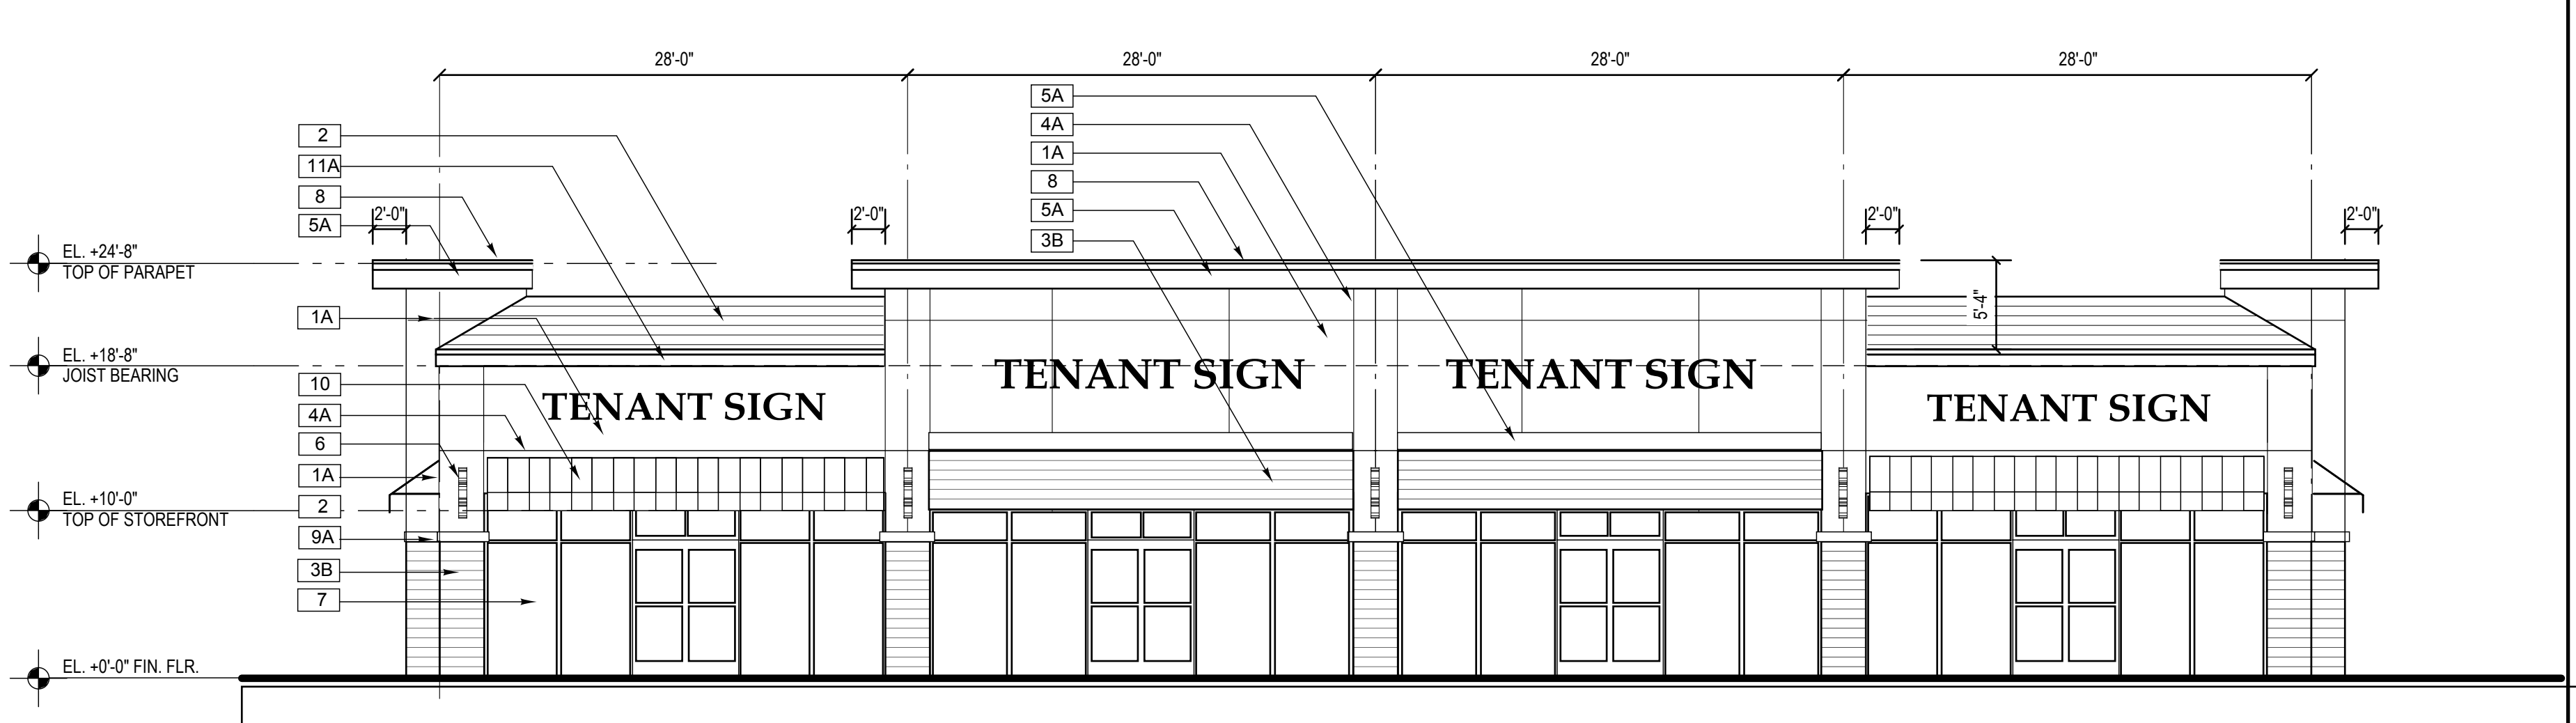 28'-0" 28'-0" 28'-0" 28'-0"
5A
4A
2
1A
11A
8
8
5A
2'-0" 2'-0" 2'-0" 2'-0"
5A
3B
EL. +24'-8"
TOP OF PARAPET
5'-4"
1A
EL. +18'-8"
JOIST BEARING
TENANT SIGN TENANT SIGN
10
TENANT SIGN TENANT SIGN
4A
6
1A
EL. +10'-0"
2
TOP OF STOREFRONT
9A
3B
7
EL. +0'-0" FIN. FLR.